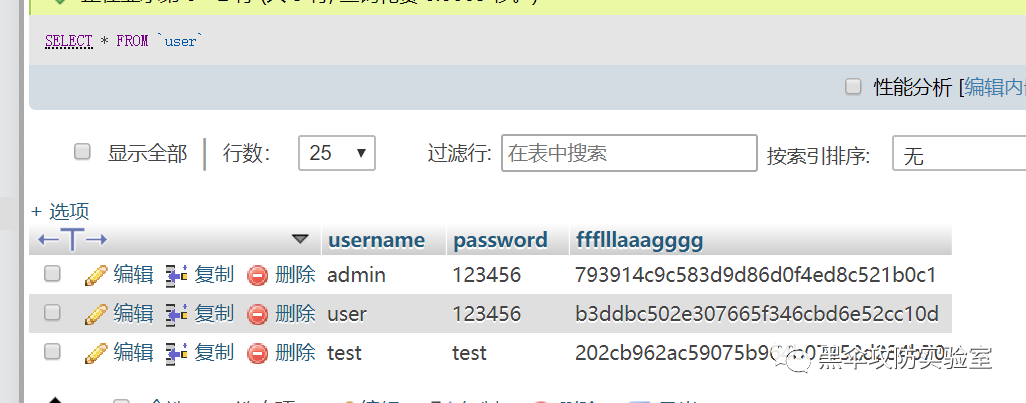 SELECT * FROM `user`
性能分析 [编辑内
显示全部 行数： 25 过滤行: 在表中搜索 按索引排序: 无
+ 选项
username password ffflllaaagggg
编辑 复制 删除 admin 123456 793914c9c583d9d86d0f4ed8c521b0c1
编辑 复制 删除 user 123456 b3ddbc502e307665f346cbd6e52cc10d
编辑 复制 删除 test test
黑伞攻防实验室